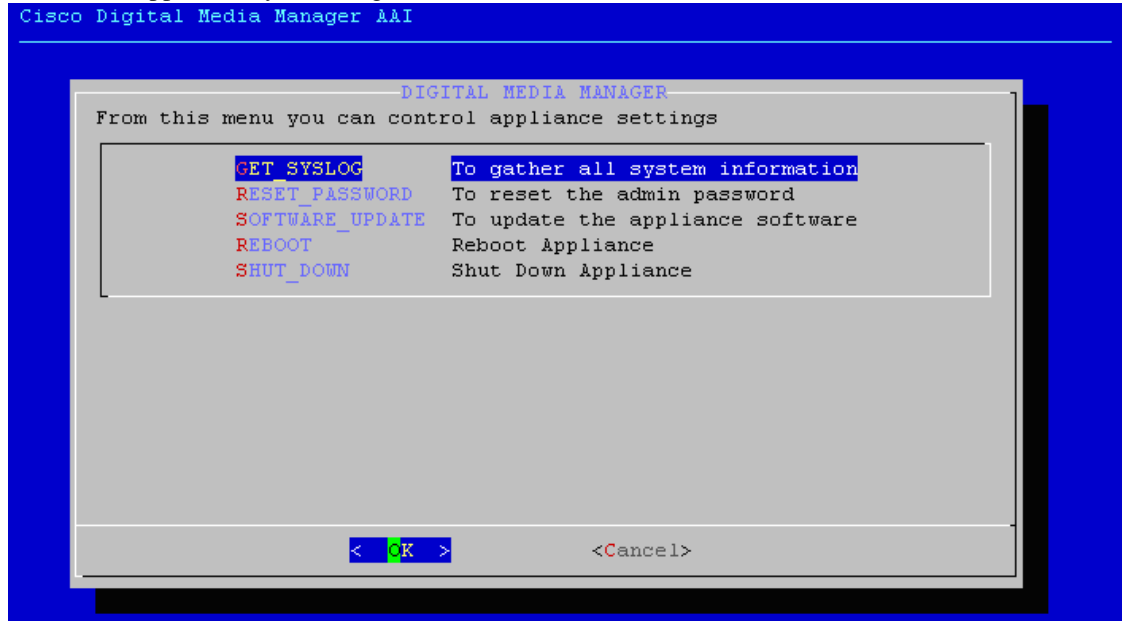 Cisco Digital Media Manager AAI
DIGITAL MEDIA MANAGER
From this menu you can control appliance settings
GET_SYSLOG To gather all system information
RESET_PASSWORD To reset the admin password
SOFTWARE_UPDATE To update the appliance software
REBOOT Reboot Appliance
SHUT_DOWN Shut Down Appliance
< OK > <Cancel>